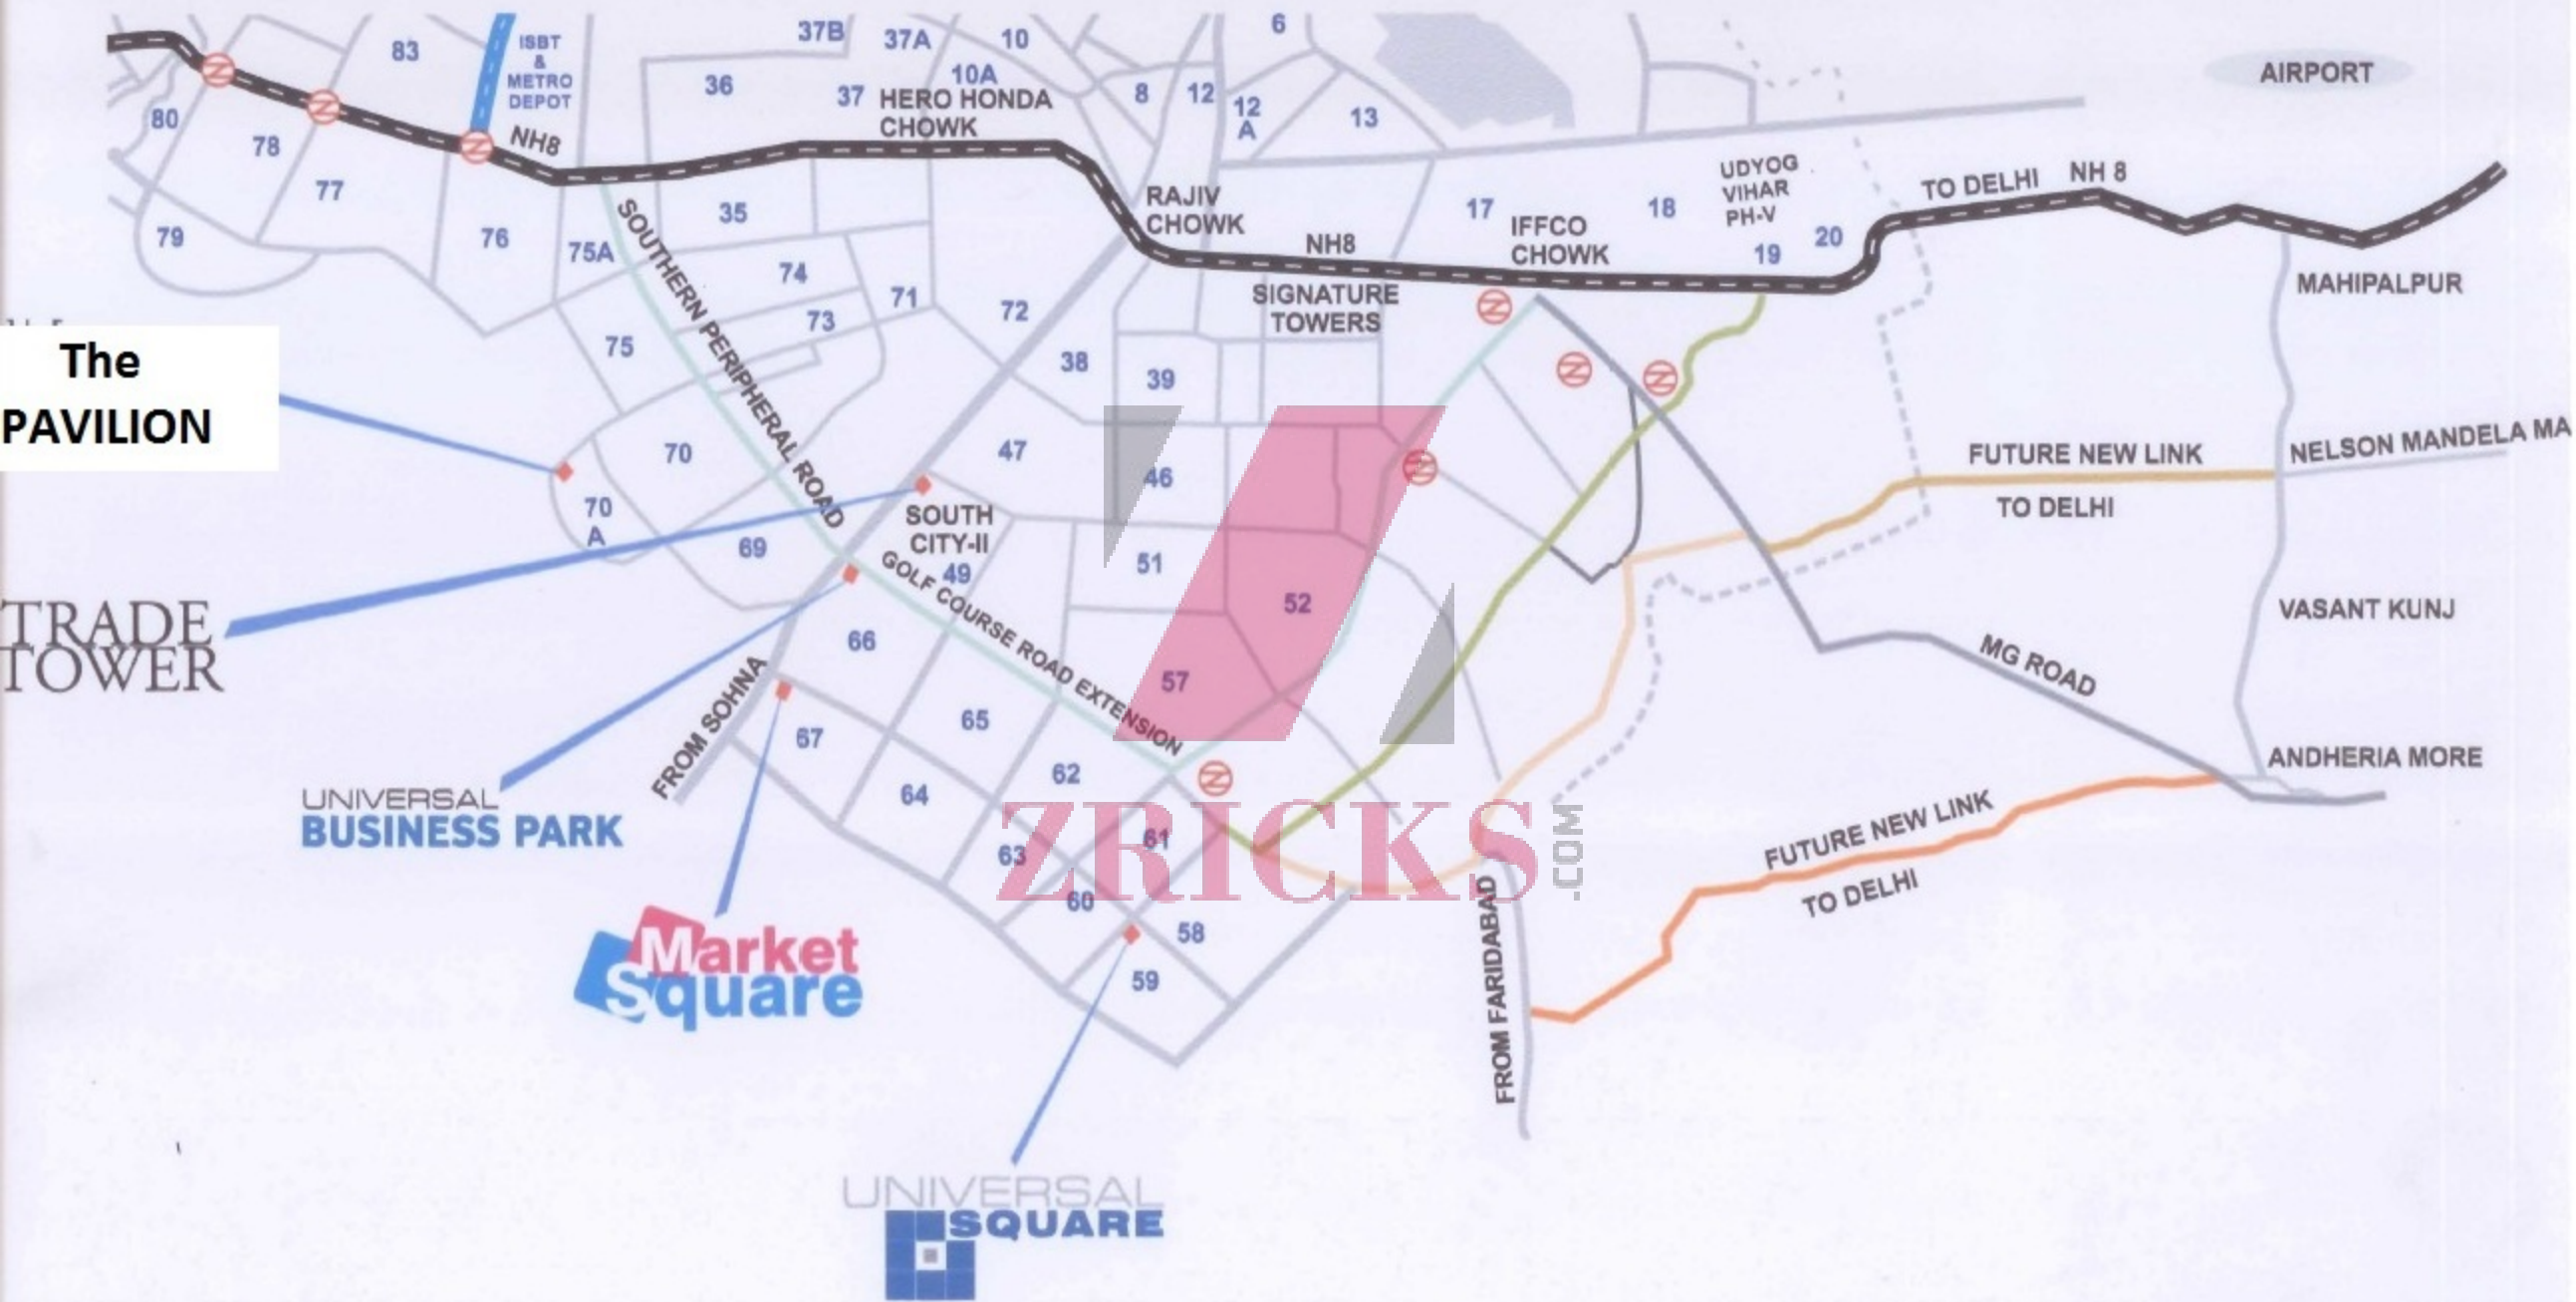 37B
37A
10
6
83
ISBT
&
METRO
DEPOT
36
37
10A
HERO HONDA
CHOWK
8
12
12
A
13
AIRPORT
80
78
77
79
NH8
76
75A
35
74
73
71
72
RAJIV
CHOWK
NH8
SIGNATURE
TOWERS
17
IFFCO
CHOWK
18
UDYOG
VIHAR
PH-V
19
20
TO DELHI
NH 8
MAHIPALPUR
The
PAVILION
75
SOUTHERN PERIPHERAL ROAD
38
39
70
70
A
69
47
46
SOUTH
CITY-II
49
51
52
57
FUTURE NEW LINK
TO DELHI
NELSON MANDELA MA
VASANT KUNJ
TRADE
TOWER
GOLF COURSE ROAD EXTENSION
66
65
67
64
62
63
61
60
58
59
FROM SOHNA
MG ROAD
ANDHERIA MORE
UNIVERSAL
BUSINESS PARK
ZRICKS
.COM
FUTURE NEW LINK
TO DELHI
FROM FARIDABAD
Market
Square
UNIVERSAL
SQUARE